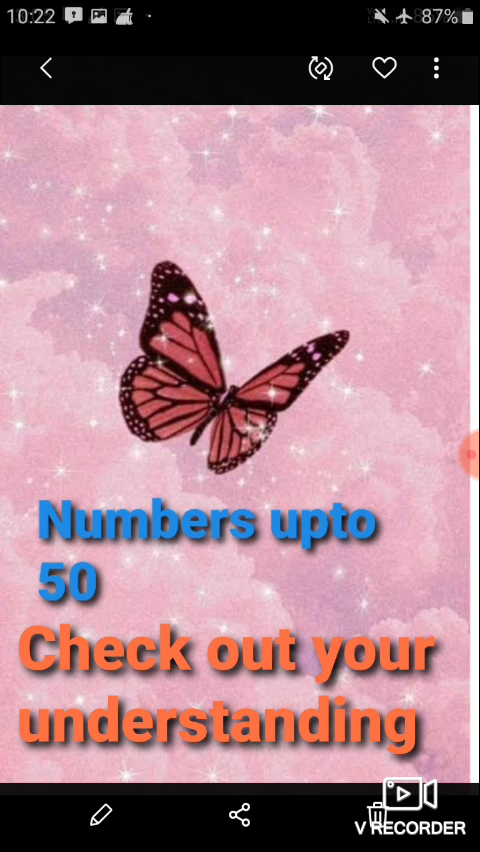 10:22
87%
Numbers upto
50
Check out your
understanding
V RECORDER